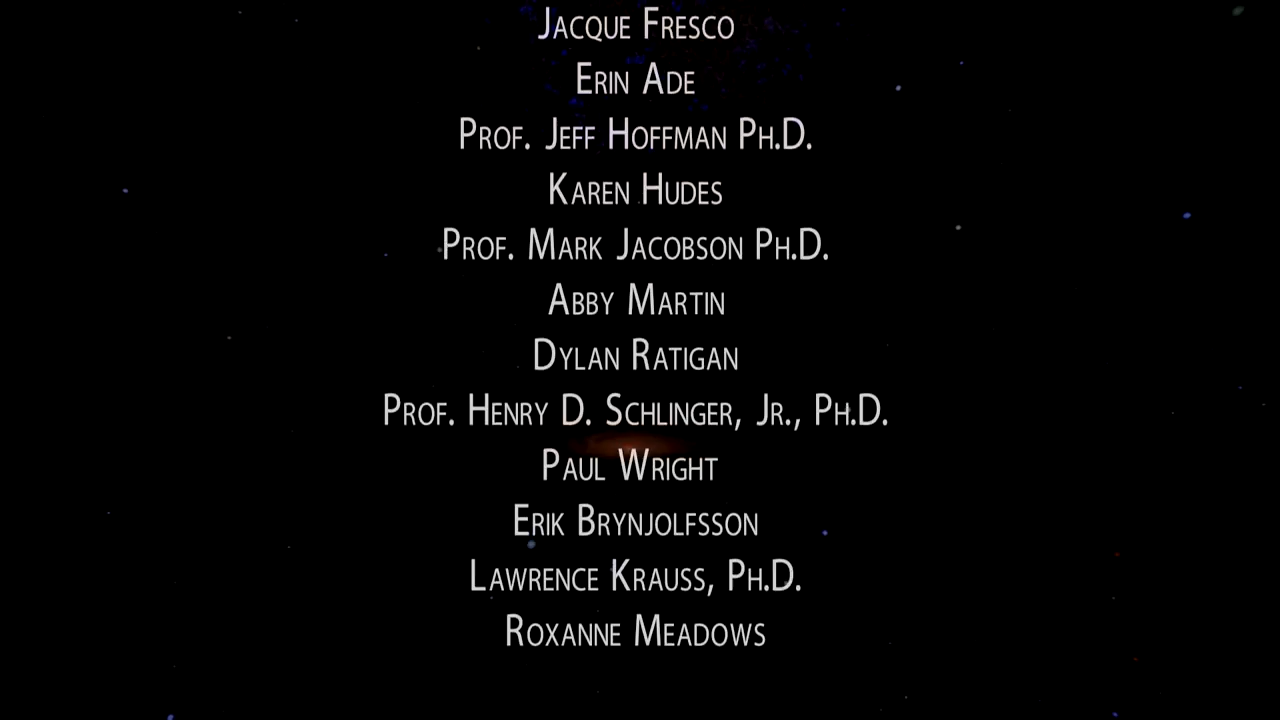 Jacque Fresco
Erin Ade
Prof. Jeff Hoffman Ph.D.
Karen Hudes
Prof. Mark Jacobson Ph.D.
Abby Martin
Dylan Ratigan
Prof. Henry D. Schlinger, Jr., Ph.D.
Paul Wright
Erik Brynjolfsson
Lawrence Krauss, Ph.D.
Roxanne Meadows